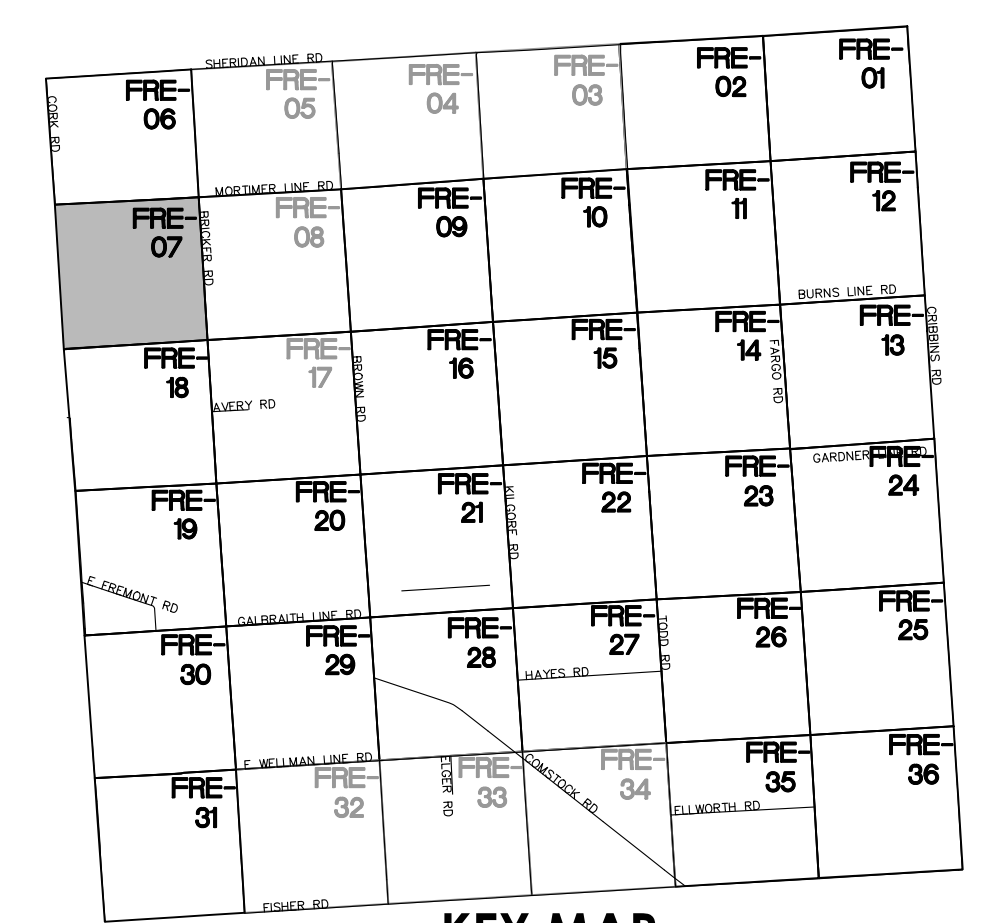 SHERIDAN LINE RD
CORK RD
FRE-
06
FRE-
05
FRE-
04
FRE-
03
FRE-
02
FRE-
01
MORTIMER LINE RD
FRE-
07
BRICKER RD
FRE-
08
FRE-
09
FRE-
10
FRE-
11
FRE-
12
BURNS LINE RD
FRE-
18
FRE-
17
AVERY RD
BROWN RD
FRE-
16
FRE-
15
FRE-
14
FARGO RD
FRE-
13
CRIBBINS RD
GARDNER LINE RD
FRE-
19
E FREMONT RD
FRE-
20
GALBRAITH LINE RD
FRE-
21
KILGORE RD
FRE-
22
FRE-
23
FRE-
24
FRE-
30
FRE-
29
E WELLMAN LINE RD
FRE-
28
FRE-
27
HAYES RD
TODD RD
FRE-
26
FRE-
25
FRE-
31
FRE-
32
FISHER RD
ELGER RD
FRE-
33
COMSTOCK RD
FRE-
34
FRE-
35
ELLWORTH RD
FRE-
36
KEY MAP